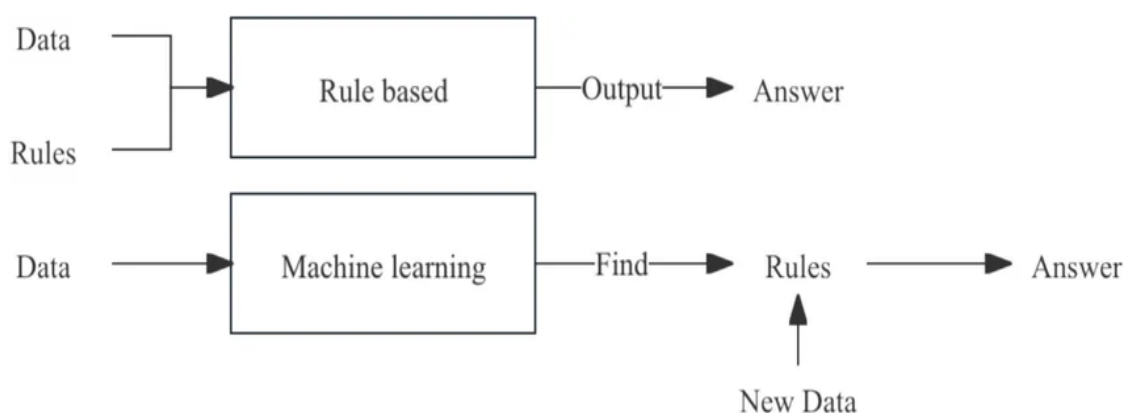 Data
Rules
Rule based
Output
Answer
Data
Machine learning
Find
Rules
Answer
New Data